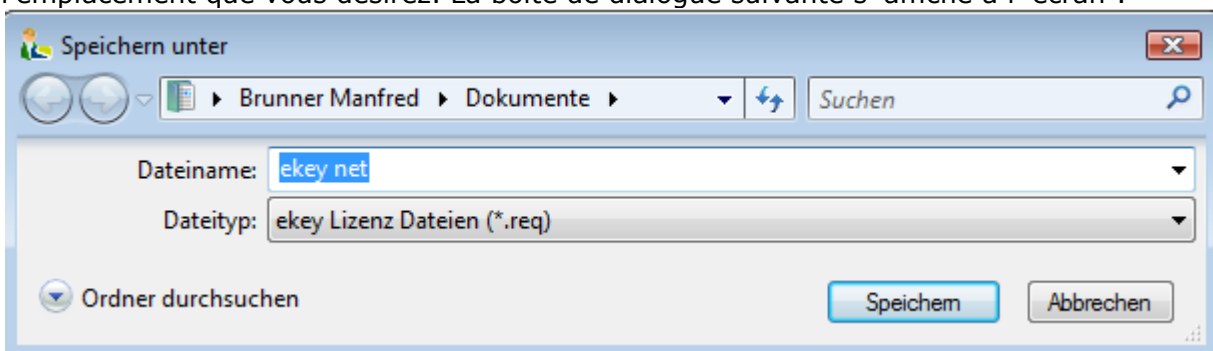 l'emplacement que vous désirez. La boîte de dialogue suivante s'affiche à l'écran :
Speichern unter
Brunner Manfred Dokumente Suchen
Dateiname: ekey net
Dateityp: ekey Lizenz Dateien (*.req)
Ordner durchsuchen Speichern Abbrechen